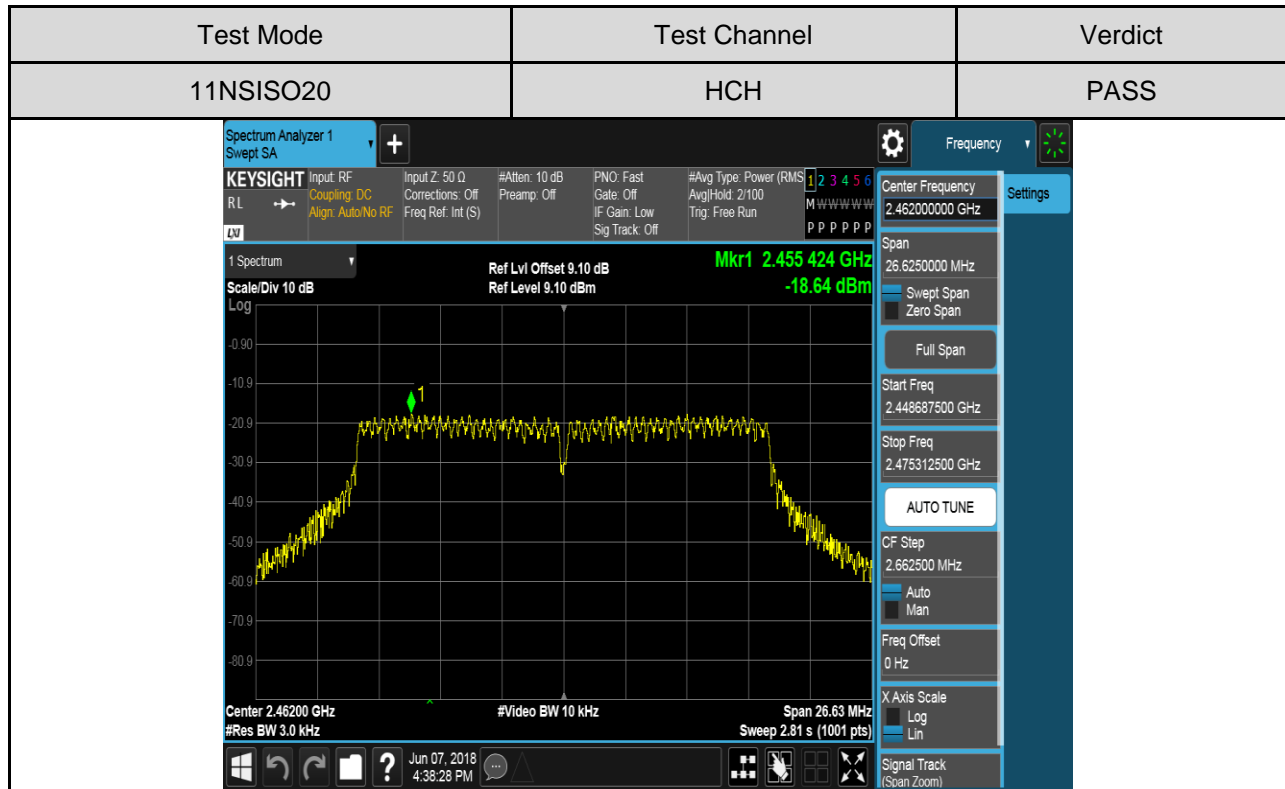 Test Mode Test Channel Verdict
11NSISO20 HCH PASS
Spectrum Analyzer 1
Swept SA
+
Frequency
KEYSIGHT
RL
LXI
Input: RF
Coupling: DC
Align: Auto/No RF
Input Z: 50 Ω
Corrections: Off
Freq Ref: Int (S)
#Atten: 10 dB
Preamp: Off
PNO: Fast
Gate: Off
IF Gain: Low
Sig Track: Off
#Avg Type: Power (RMS
Avg|Hold: 2/100
Trig: Free Run
1 2 3 4 5 6
M W W W W W
P P P P P P
1 Spectrum
Scale/Div 10 dB
Ref Lvl Offset 9.10 dB
Ref Level 9.10 dBm
Mkr1 2.455 424 GHz
-18.64 dBm
Log
-0.90
-10.9
-20.9
-30.9
-40.9
-50.9
-60.9
-70.9
-80.9
1
Center 2.46200 GHz
#Res BW 3.0 kHz
#Video BW 10 kHz
Span 26.63 MHz
Sweep 2.81 s (1001 pts)
Center Frequency
2.462000000 GHz
Settings
Span
26.6250000 MHz
Swept Span
Zero Span
Full Span
Start Freq
2.448687500 GHz
Stop Freq
2.475312500 GHz
AUTO TUNE
CF Step
2.662500 MHz
Auto
Man
Freq Offset
0 Hz
X Axis Scale
Log
Lin
Signal Track
(Span Zoom)
?
Jun 07, 2018
4:38:28 PM